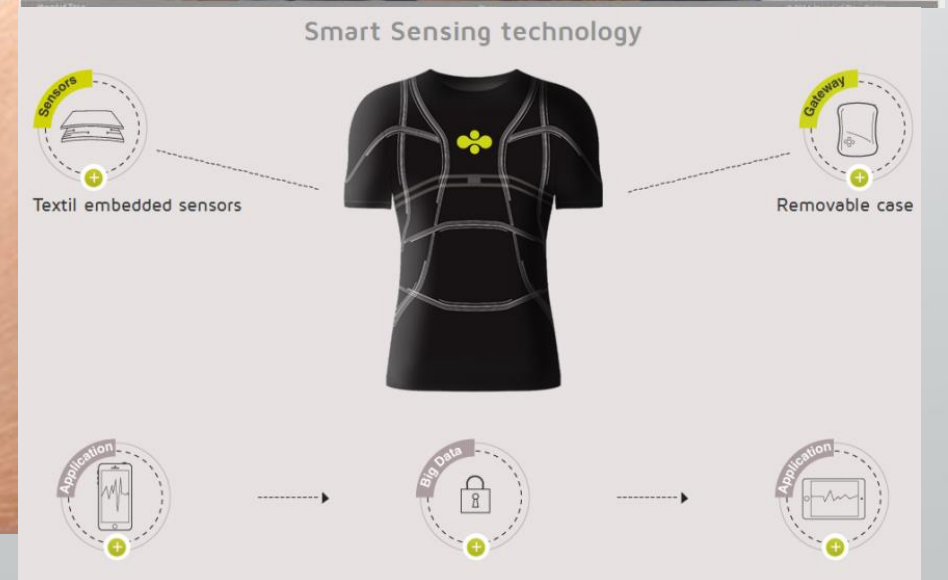 Smart Sensing technology
Sensors
Gateway
Textil embedded sensors
Removable case
Application
Big Data
Application